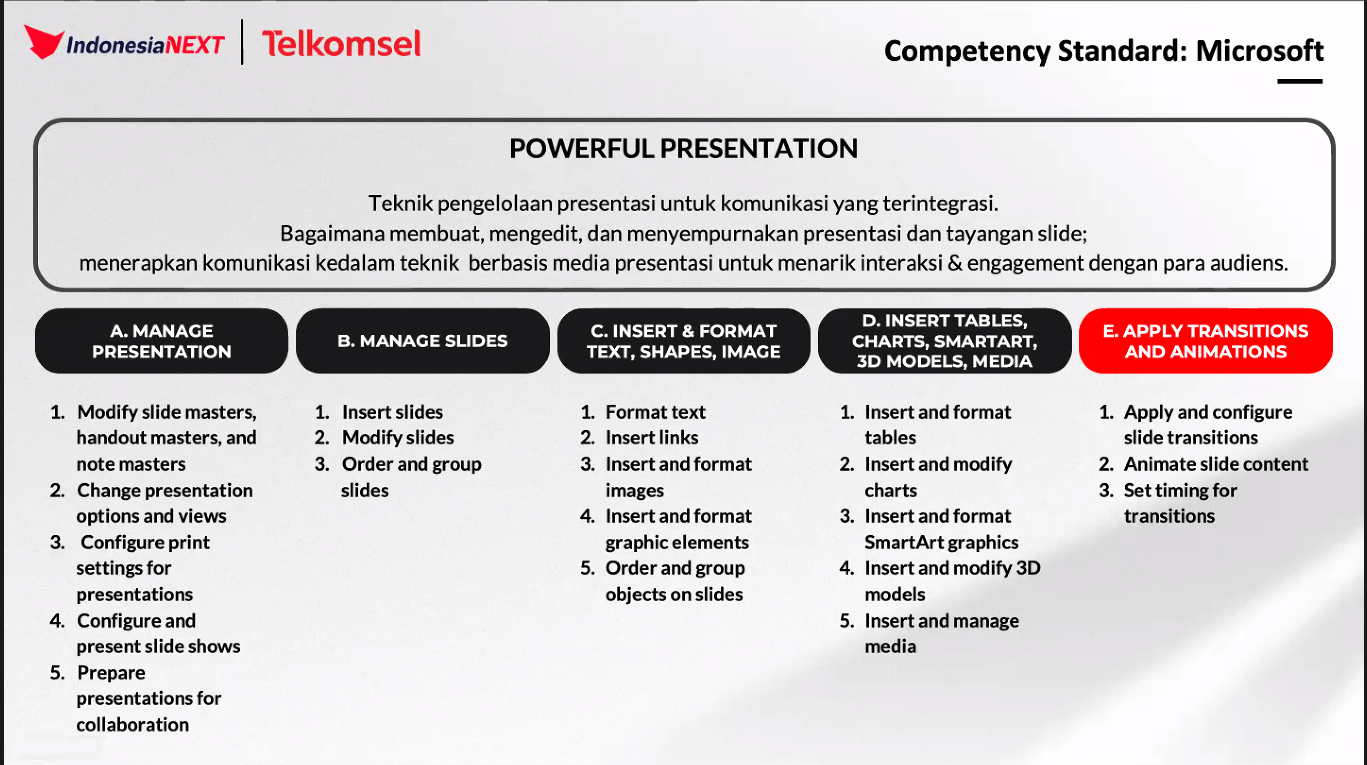 IndonesiaNEXT
Telkomsel
Competency Standard: Microsoft
POWERFUL PRESENTATION
Teknik pengelolaan presentasi untuk komunikasi yang terintegrasi.
Bagaimana membuat, mengedit, dan menyempurnakan presentasi dan tayangan slide;
menerapkan komunikasi kedalam teknik berbasis media presentasi untuk menarik interaksi & engagement dengan para audiens.
A. MANAGE
PRESENTATION
1. Modify slide masters,
handout masters, and
note masters
2. Change presentation
options and views
3. Configure print
settings for
presentations
4. Configure and
present slide shows
5. Prepare
presentations for
collaboration
B. MANAGE SLIDES
1. Insert slides
2. Modify slides
3. Order and group
slides
C. INSERT & FORMAT
TEXT, SHAPES, IMAGE
1. Format text
2. Insert links
3. Insert and format
images
4. Insert and format
graphic elements
5. Order and group
objects on slides
D. INSERT TABLES,
CHARTS, SMARTART,
3D MODELS, MEDIA
1. Insert and format
tables
2. Insert and modify
charts
3. Insert and format
SmartArt graphics
4. Insert and modify 3D
models
5. Insert and manage
media
E. APPLY TRANSITIONS
AND ANIMATIONS
1. Apply and configure
slide transitions
2. Animate slide content
3. Set timing for
transitions